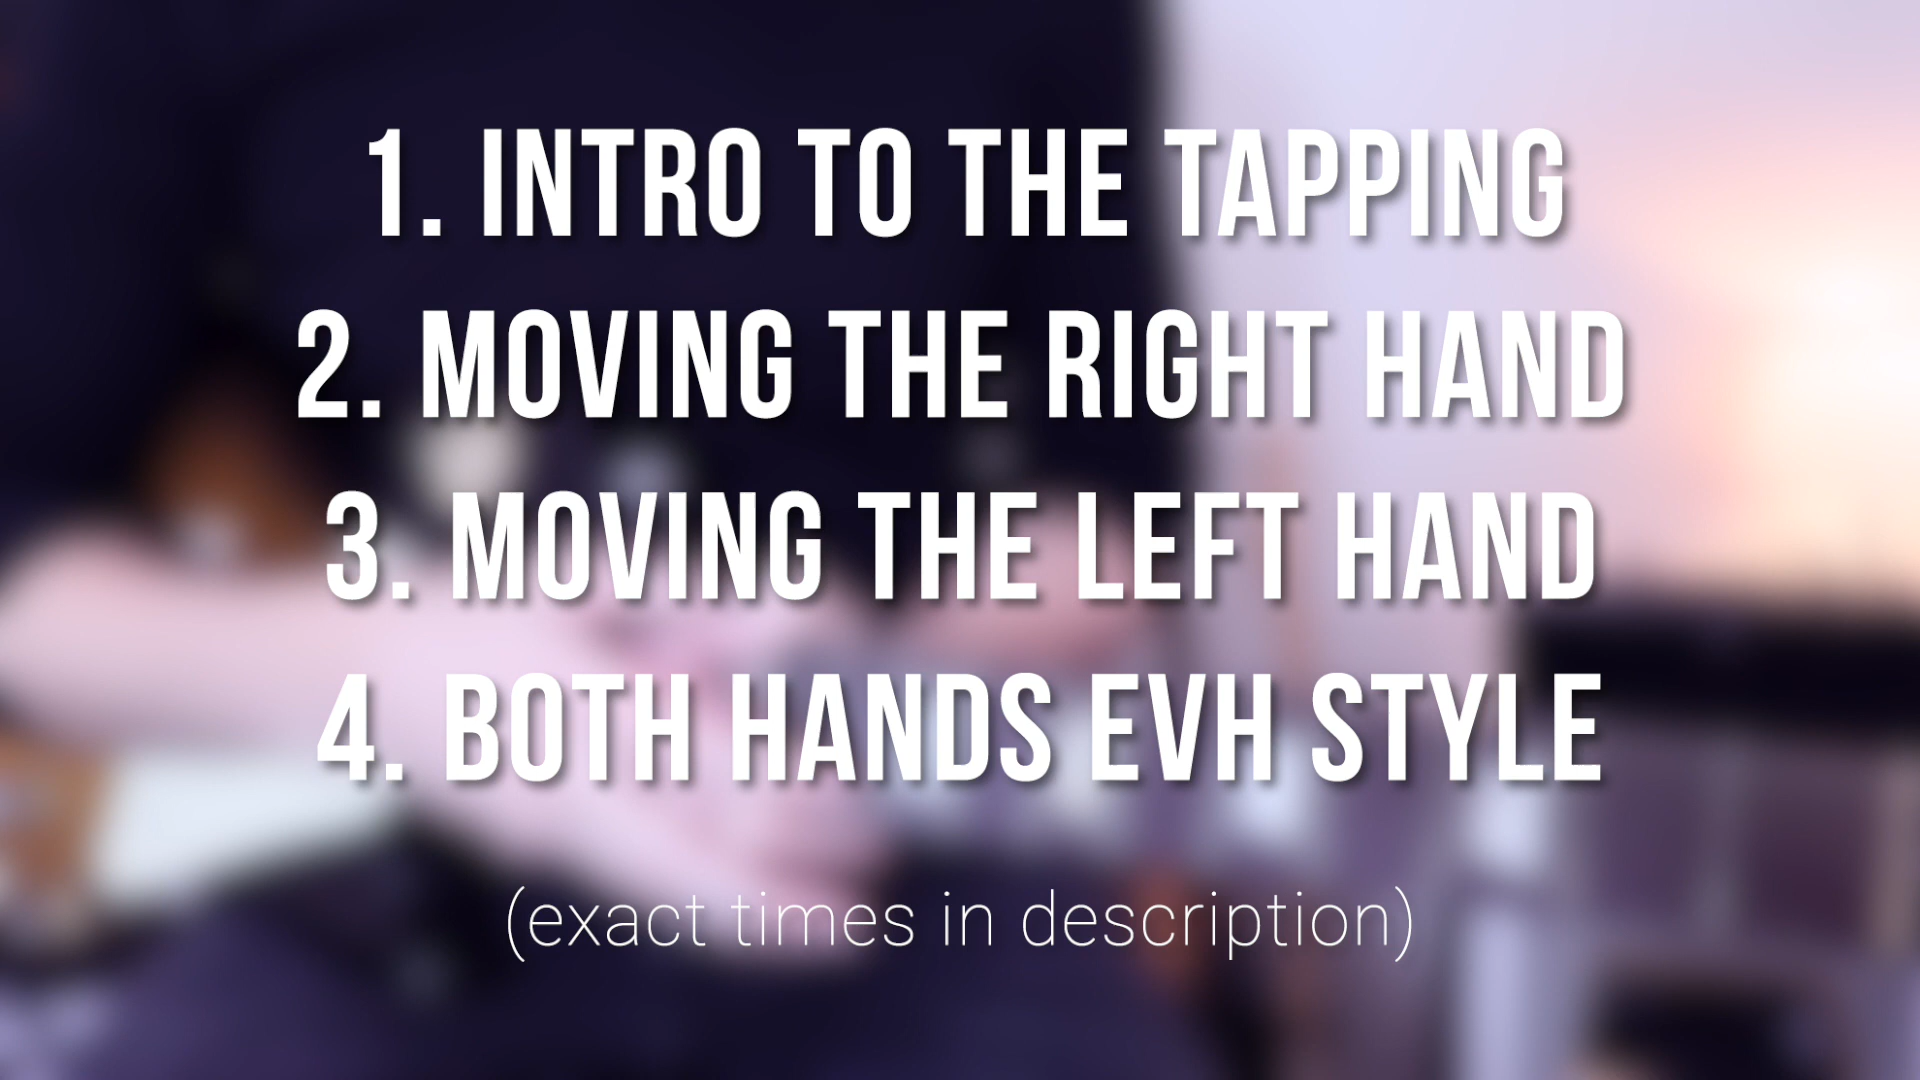 1. INTRO TO THE TAPPING
2. MOVING THE RIGHT HAND
3. MOVING THE LEFT HAND
4. BOTH HANDS EVH STYLE
(exact times in description)